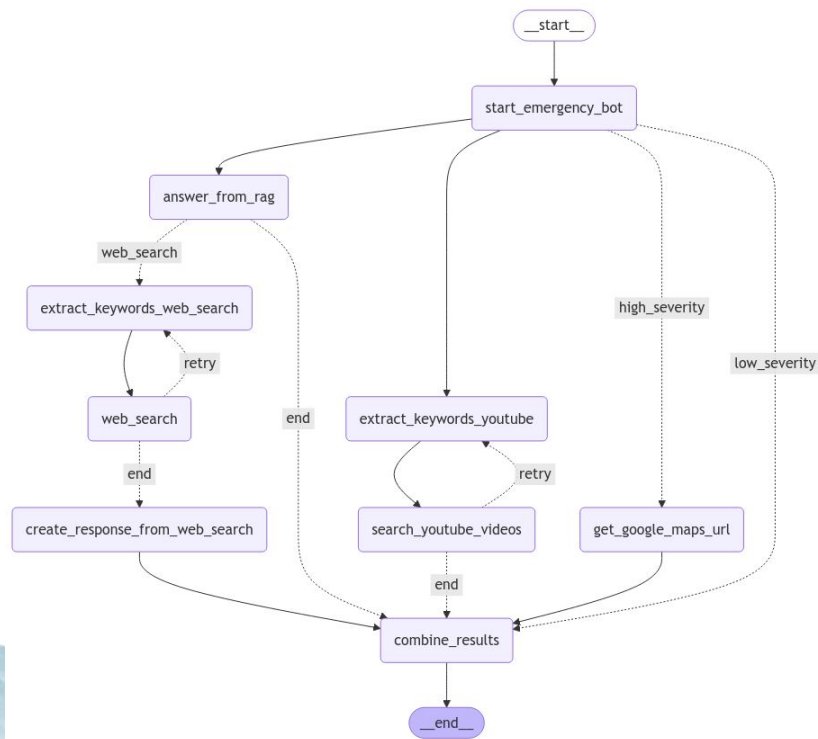 __start__
start_emergency_bot
answer_from_rag
web_search
extract_keywords_web_search
high_severity
retry
low_severity
web_search
end
extract_keywords_youtube
end
retry
create_response_from_web_search
search_youtube_videos
get_google_maps_url
end
combine_results
__end__